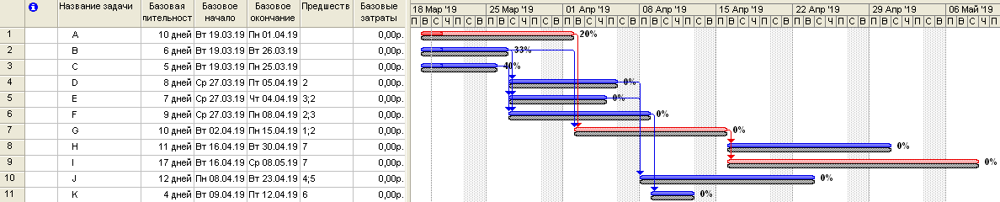 Название задачи Базовая пительност Базовое начало Базовое окончание Предшеств Базовые затраты
18 Мар '19 25 Мар '19 01 Апр '19 08 Апр '19 15 Апр '19 22 Апр '19 29 Апр '19 06 Май '19
П В С Ч П С В П В С Ч П С В П В С Ч П С В П В С Ч П С В П В С Ч П С В П В С Ч П С В П В С Ч П С В П В С Ч П
1 A 10 дней Вт 19.03.19 Пн 01.04.19 0,00р. 20%
2 B 6 дней Вт 19.03.19 Вт 26.03.19 0,00р. 33%
3 C 5 дней Вт 19.03.19 Пн 25.03.19 0,00р. 40%
4 D 8 дней Ср 27.03.19 Пт 05.04.19 2 0,00р. 0%
5 E 7 дней Ср 27.03.19 Чт 04.04.19 3;2 0,00р. 0%
6 F 9 дней Ср 27.03.19 Пн 08.04.19 2;3 0,00р. 0%
7 G 10 дней Вт 02.04.19 Пн 15.04.19 1;2 0,00р. 0%
8 H 11 дней Вт 16.04.19 Вт 30.04.19 7 0,00р. 0%
9 I 17 дней Вт 16.04.19 Ср 08.05.19 7 0,00р. 0%
10 J 12 дней Пн 08.04.19 Вт 23.04.19 4;5 0,00р. 0%
11 K 4 дней Вт 09.04.19 Пт 12.04.19 6 0,00р. 0%